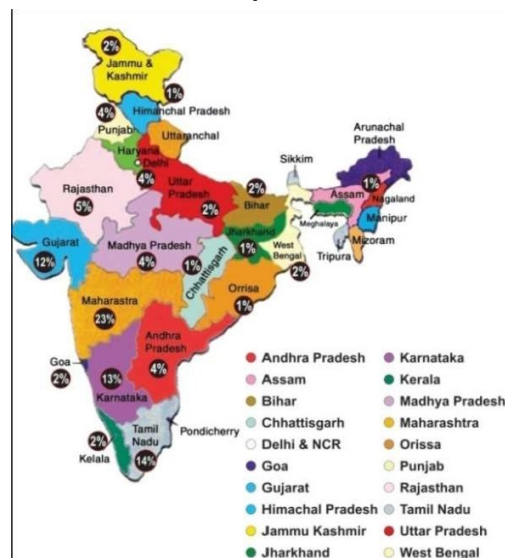 2%
Jammu &
Kashmir
1%
4%
Himanchal Pradesh
Punjab
Uttaranchal
Haryana
Delhi
4%
Rajasthan
5%
Uttar
Pradesh
2%
Sikkim
Arunachal
Pradesh
Assam
1%
Nagaland
Meghalaya
Manipur
Tripura
Mizoram
2%
Bihar
Jharkhand
1%
West
Bengal
2%
Gujarat
12%
Madhya Pradesh
4%
1%
Chhattisgarh
Orrisa
1%
Maharastra
23%
Andhra
Pradesh
4%
Goa
2%
13%
Karnataka
2%
Kelala
Tamil
Nadu
14%
Pondicherry
Andhra Pradesh
Assam
Bihar
Chhattisgarh
Delhi & NCR
Goa
Gujarat
Himachal Pradesh
Jammu Kashmir
Jharkhand
Karnataka
Kerala
Madhya Pradesh
Maharashtra
Orissa
Punjab
Rajasthan
Tamil Nadu
Uttar Pradesh
West Bengal